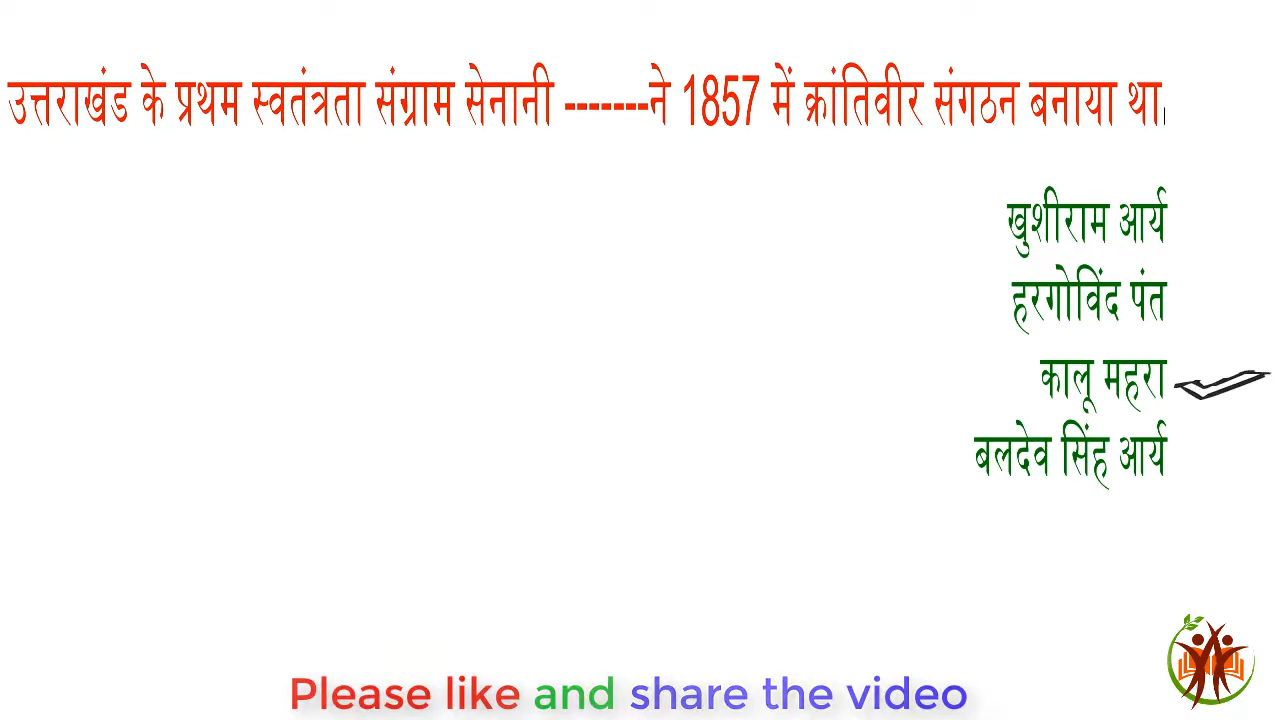 उत्तराखंड के प्रथम स्वतंत्रता संग्राम सेनानी -------ने 1857 में क्रांतिवीर संगठन बनाया था.
खुशीराम आर्य
हरगोविंद पंत
कालू महरा
बलदेव सिंह आर्य
Please like and share the video